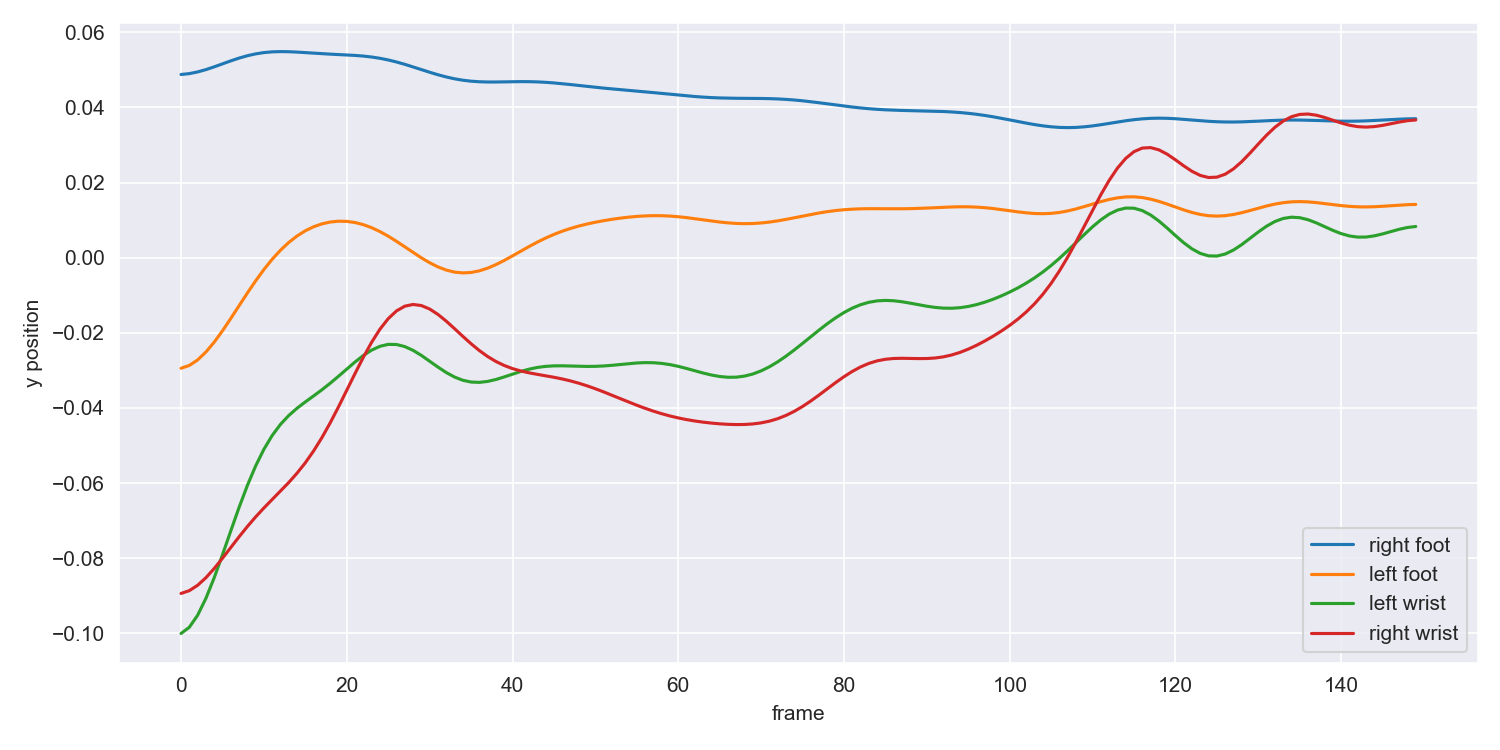 0.06
0.04
0.02
0.00
−0.02
−0.04
−0.06
−0.08
−0.10
y position
0 20 40 60 80 100 120 140
frame
right foot
left foot
left wrist
right wrist